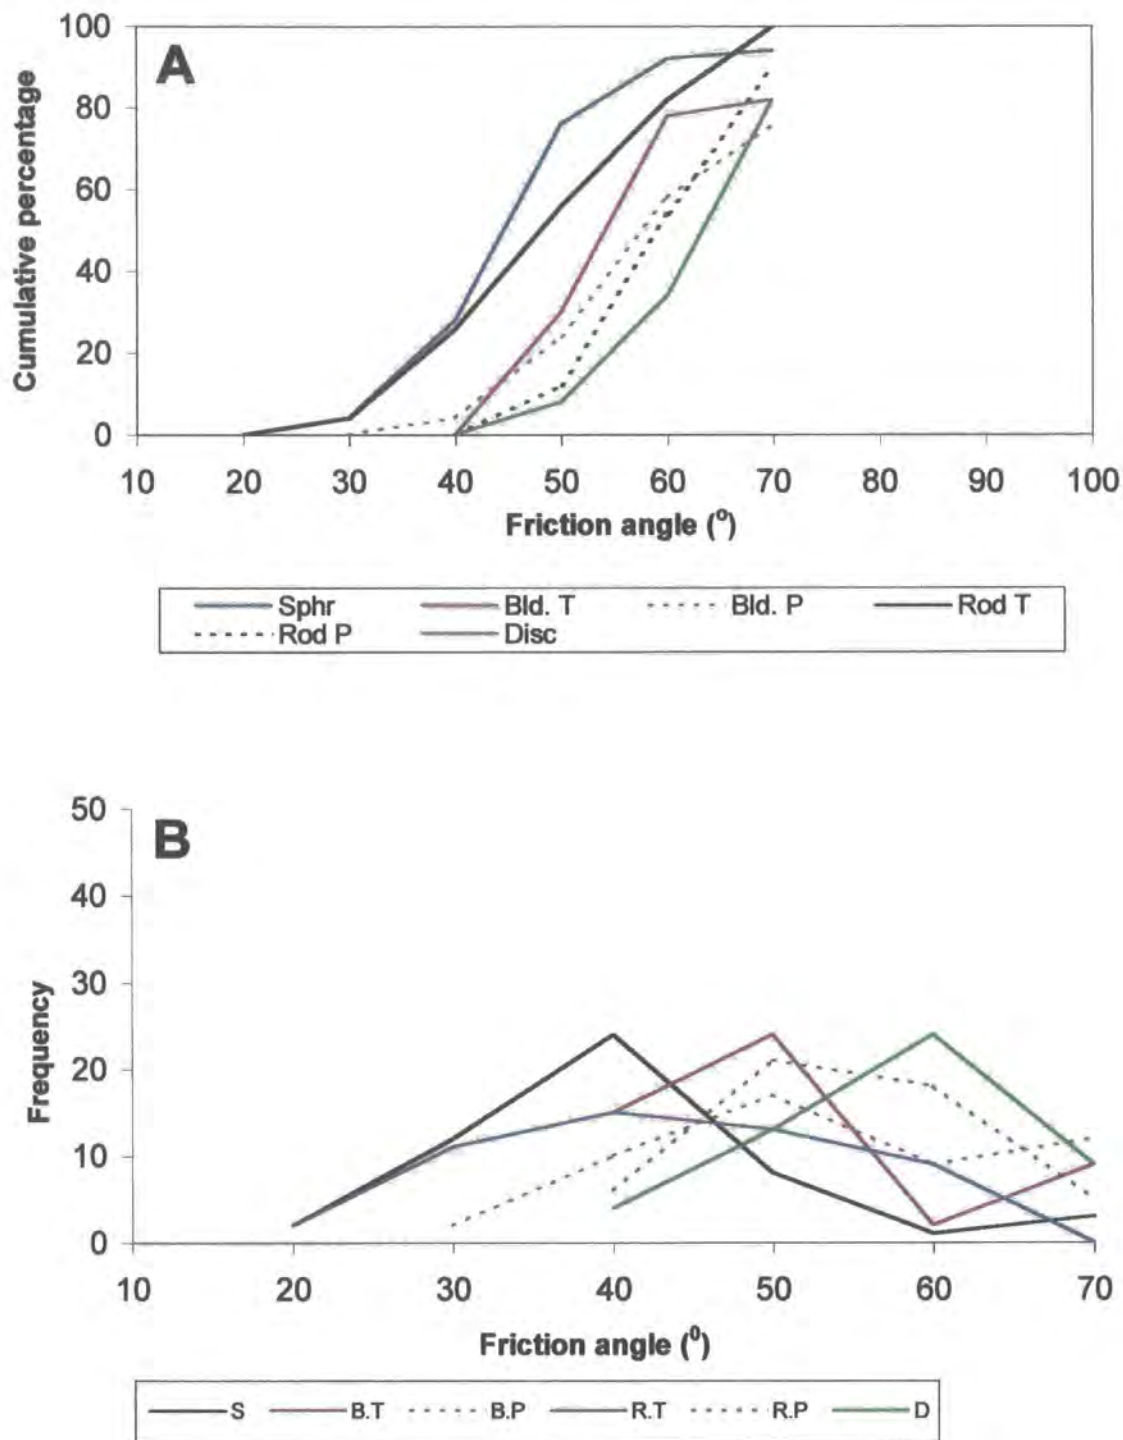 A
Cumulative percentage
100
80
60
40
20
0
10 20 30 40 50 60 70 80 90 100
Friction angle (o)
Sphr Bld. T Bld. P Rod T
Rod P Disc
B
Frequency
50
40
30
20
10
0
10 20 30 40 50 60 70
Friction angle (0)
S B.T B.P R.T R.P D